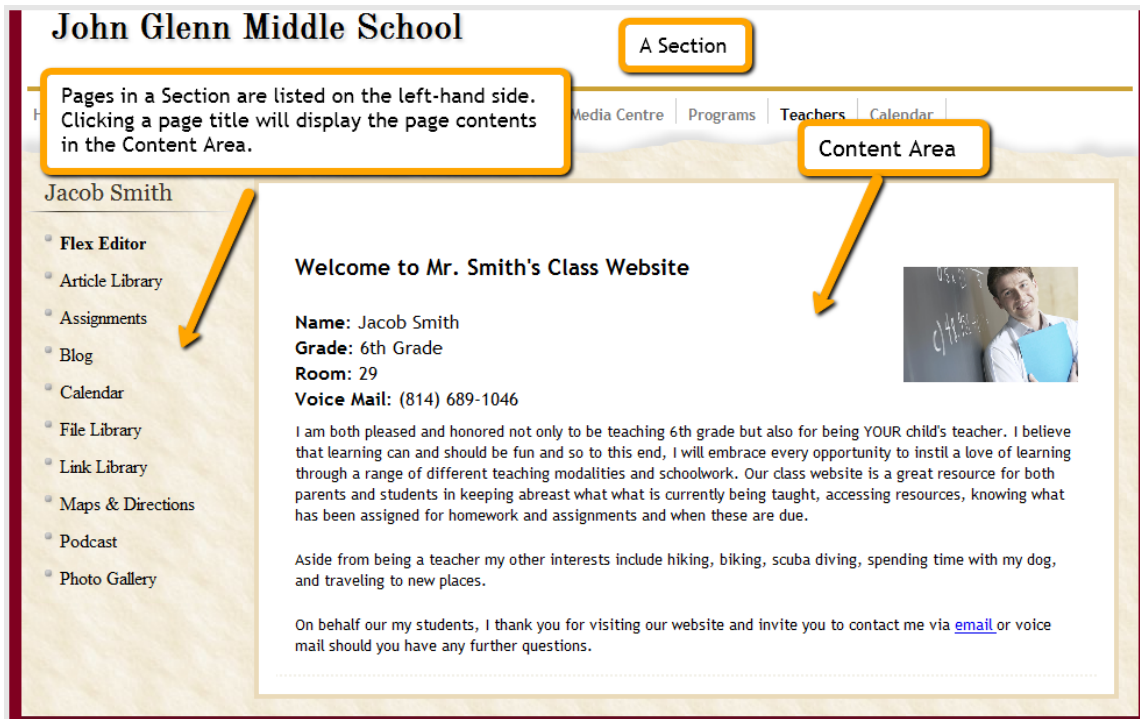 John Glenn Middle School
A Section
Pages in a Section are listed on the left-hand side.
Clicking a page title will display the page contents
in the Content Area.
Media Centre Programs Teachers Calendar
Content Area
Jacob Smith
Flex Editor
Article Library
Assignments
Blog
Calendar
File Library
Link Library
Maps & Directions
Podcast
Photo Gallery
Welcome to Mr. Smith's Class Website
Name: Jacob Smith
Grade: 6th Grade
Room: 29
Voice Mail: (814) 689-1046
I am both pleased and honored not only to be teaching 6th grade but also for being YOUR child's teacher. I believe
that learning can and should be fun and so to this end, I will embrace every opportunity to instil a love of learning
through a range of different teaching modalities and schoolwork. Our class website is a great resource for both
parents and students in keeping abreast what what is currently being taught, accessing resources, knowing what
has been assigned for homework and assignments and when these are due.
Aside from being a teacher my other interests include hiking, biking, scuba diving, spending time with my dog,
and traveling to new places.
On behalf our my students, I thank you for visiting our website and invite you to contact me via email or voice
mail should you have any further questions.